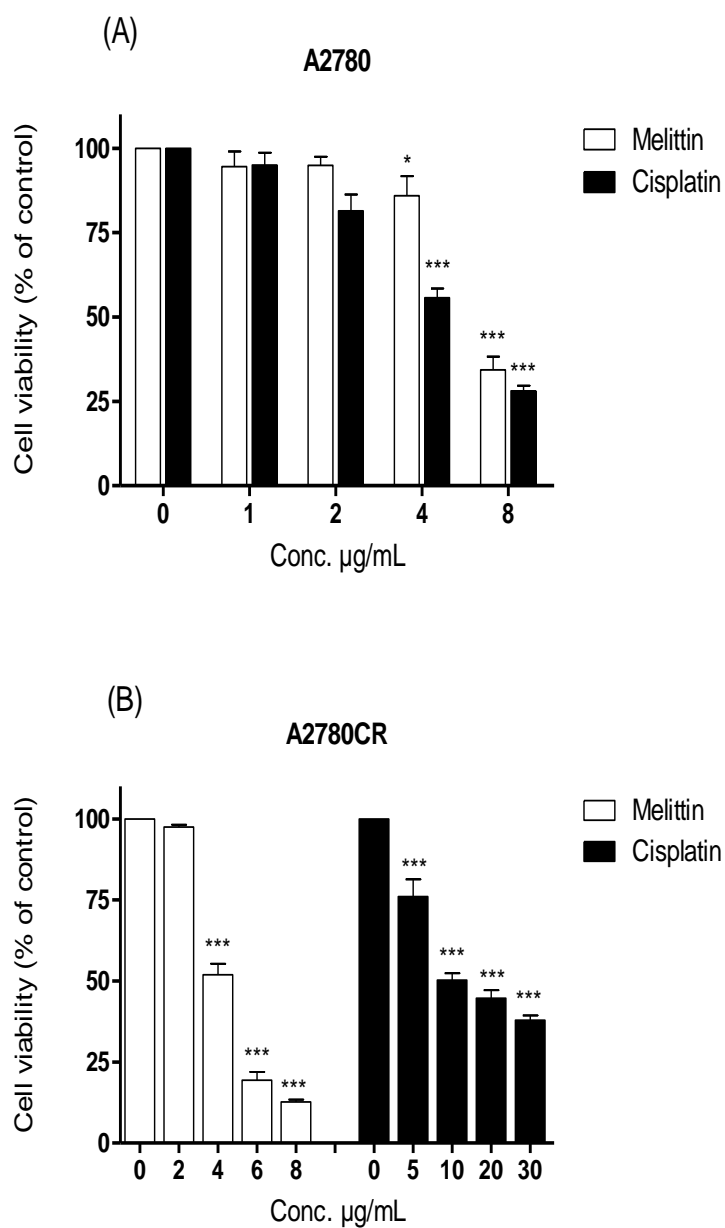 (A)
A2780
Cell viability (% of control)
100
75
50
25
0
*
***
***
***
0 1 2 4 8
Conc. µg/mL
Melittin
Cisplatin
(B)
A2780CR
Cell viability (% of control)
100
75
50
25
0
***
***
***
***
***
***
***
0 2 4 6 8 0 5 10 20 30
Conc. µg/mL
Melittin
Cisplatin